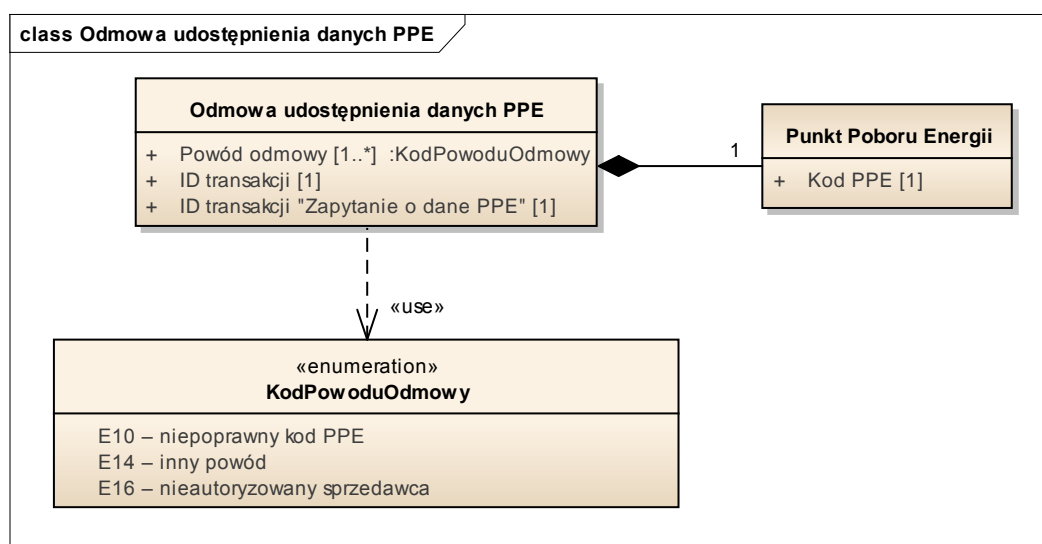 class Odmowa udostępnienia danych PPE
Odmowa udostępnienia danych PPE
+ Powód odmowy [1..*] :KodPowoduOdmowy
+ ID transakcji [1]
+ ID transakcji "Zapytanie o dane PPE" [1]
1
Punkt Poboru Energii
+ Kod PPE [1]
«use»
«enumeration»
KodPowoduOdmowy
E10 – niepoprawny kod PPE
E14 – inny powód
E16 – nieautoryzowany sprzedawca